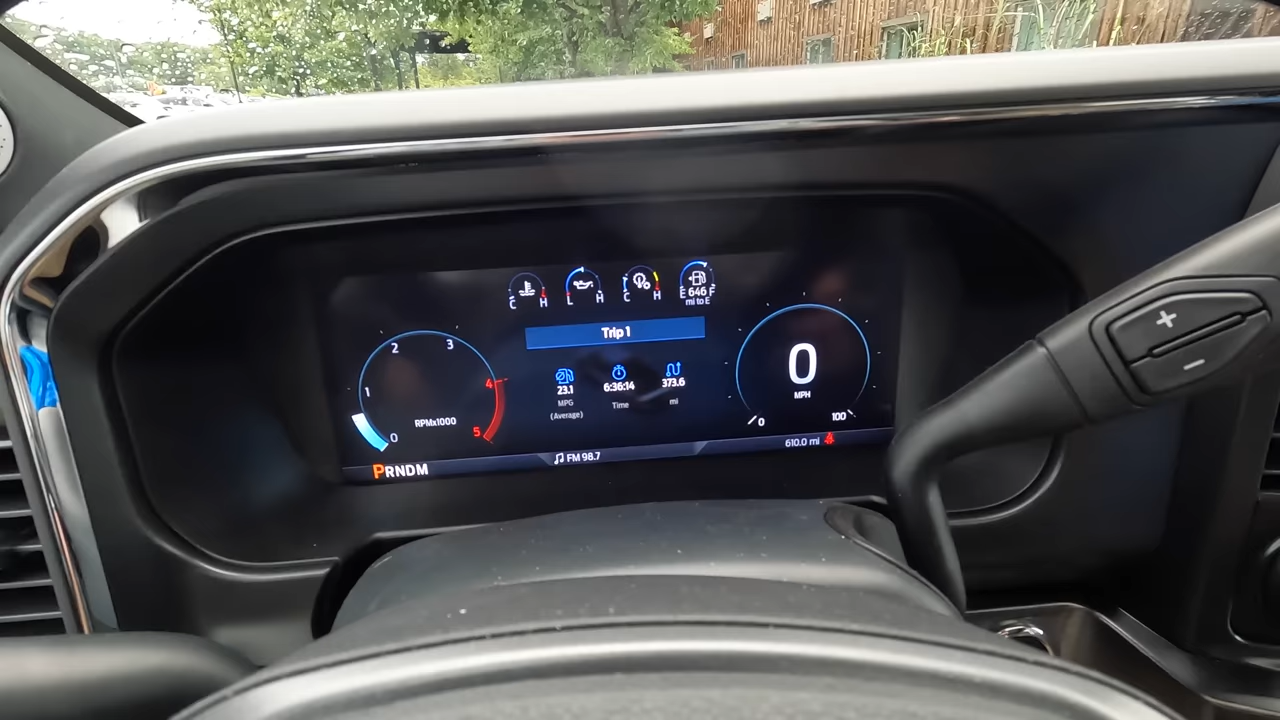 C H
L H
C H
E 646 F
mi to E
Trip 1
23.1
MPG
(Average)
6:36:14
Time
373.6
mi
0
1
2
3
4
5
RPMx1000
0
MPH
0
100
PRNDM
FM 98.7
610.0 mi
+
-